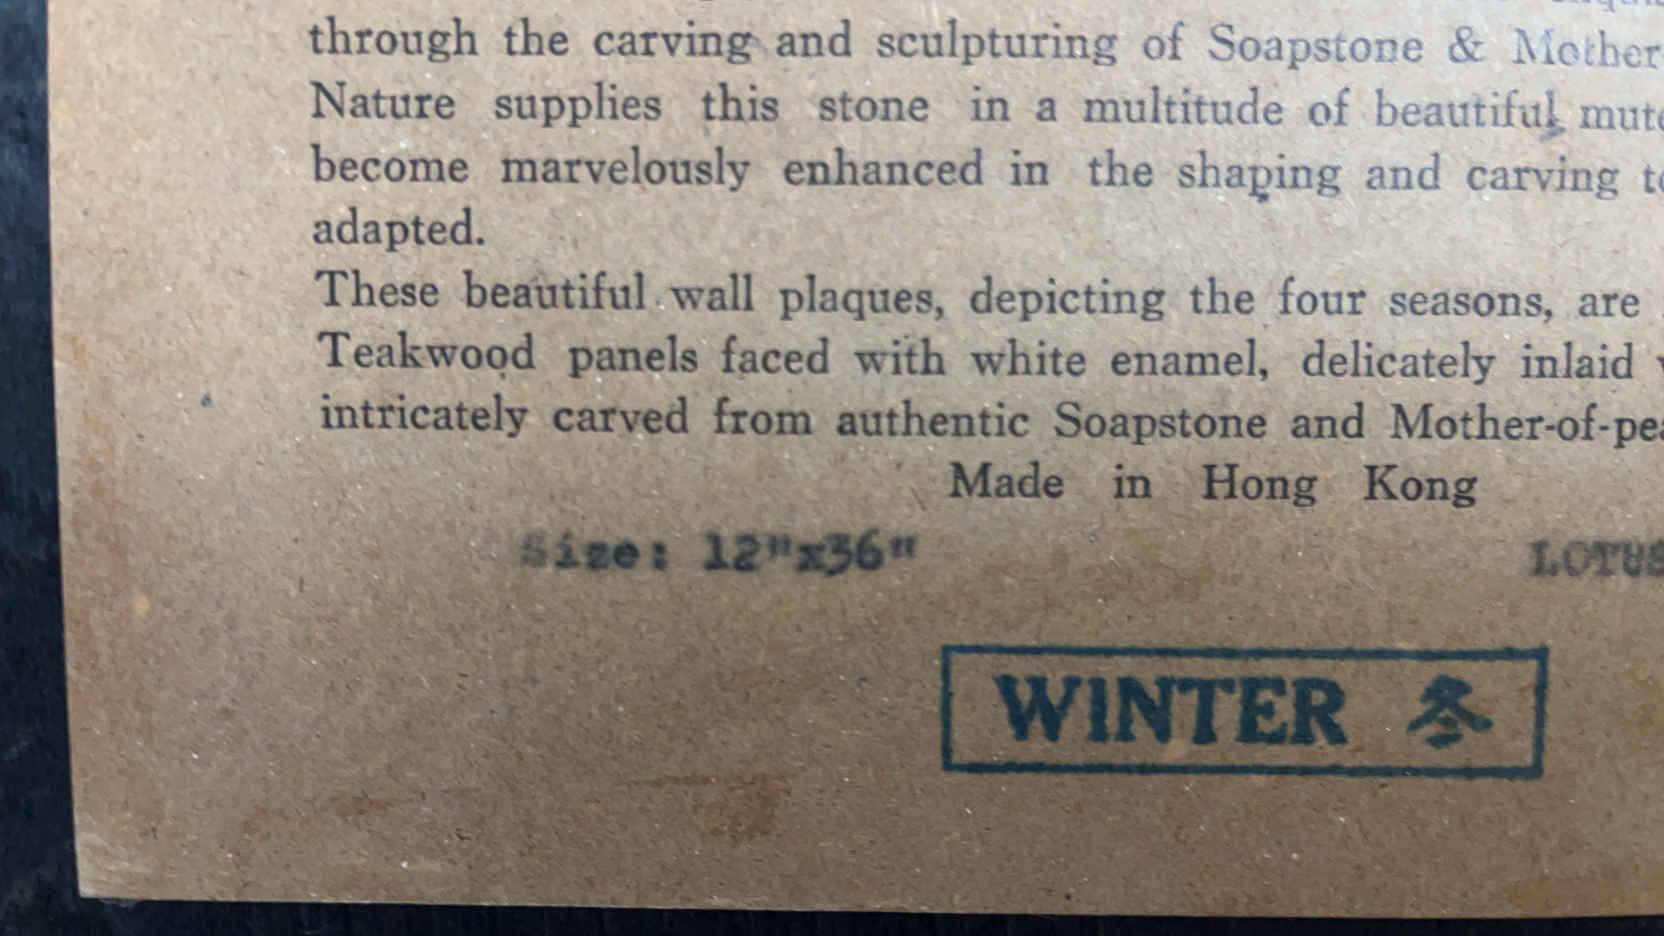 through the carving and sculpturing of Soapstone & Mother-
Nature supplies this stone in a multitude of beautiful
become marvelously enhanced in the shaping and carving
adapted.
These beautiful wall plaques, depicting the four seasons, are
Teakwood panels faced with white enamel, delicately inlaid
intricately carved from authentic Soapstone and Mother-of-
Made in Hong Kong
Size: 12"x36" LOTUS
WINTER 冬